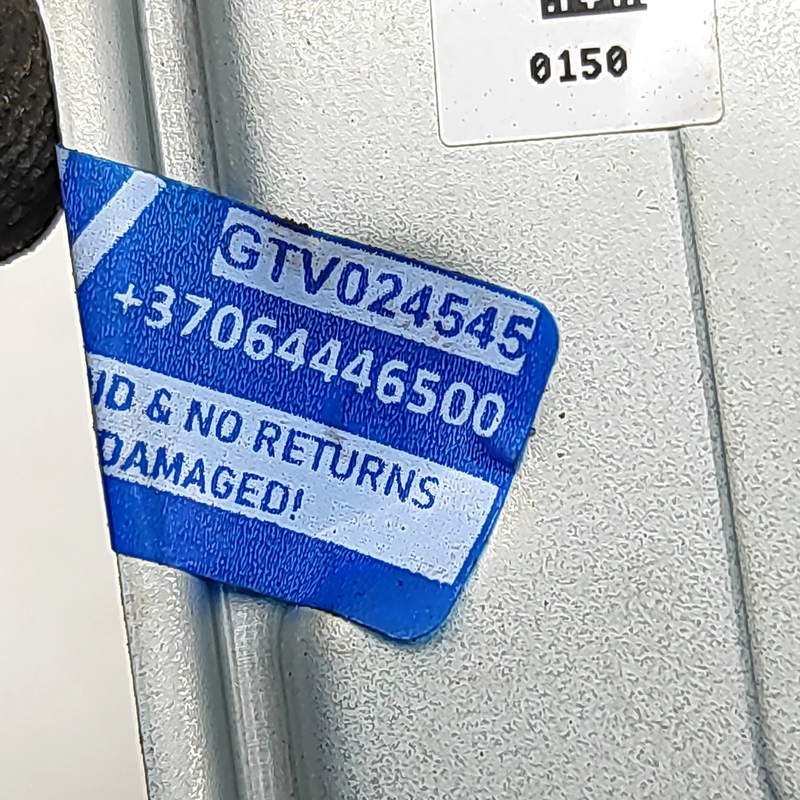 0150
GTV024545
+37064446500
& NO RETURNS
DAMAGED!